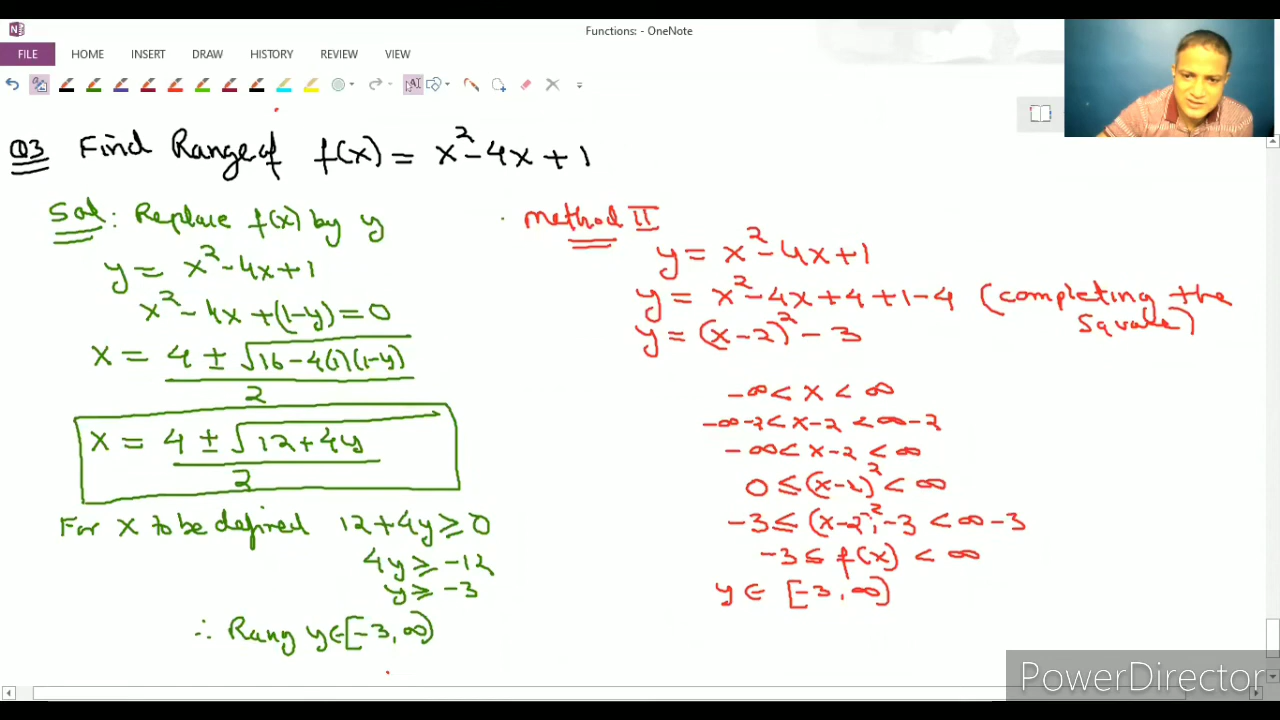 Functions: - OneNote
FILE HOME INSERT DRAW HISTORY REVIEW VIEW
Q3 Find Range of f(x) = x² - 4x + 1
Sol: Replace f(x) by y
y = x² - 4x + 1
x² - 4x + (1-y) = 0
x = (4 ± √(16 - 4(1)(1-y))) / 2
x = (4 ± √(12 + 4y)) / 2
For x to be defined 12 + 4y ≥ 0
4y ≥ -12
y ≥ -3
∴ Rang y ∈ [-3, ∞)
method II
y = x² - 4x + 1
y = x² - 4x + 4 + 1 - 4 (completing the
square)
y = (x-2)² - 3
-∞ < x < ∞
-∞ - 2 < x - 2 < ∞ - 2
-∞ < x - 2 < ∞
0 ≤ (x-2)² < ∞
-3 ≤ (x-2)² - 3 < ∞ - 3
-3 ≤ f(x) < ∞
y ∈ [-3, ∞)
PowerDirector